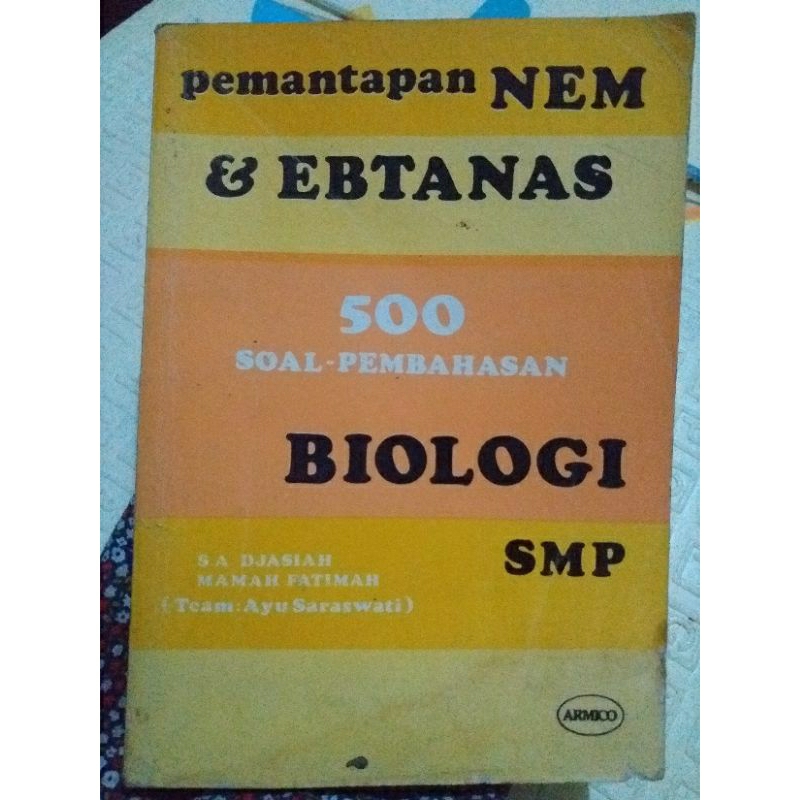 pemantapan NEM
& EBTANAS
500
SOAL-PEMBAHASAN
BIOLOGI
SMP
S A DJASIAH
MAMAH FATIMAH
(Team: Ayu Saraswati)
ARMICO